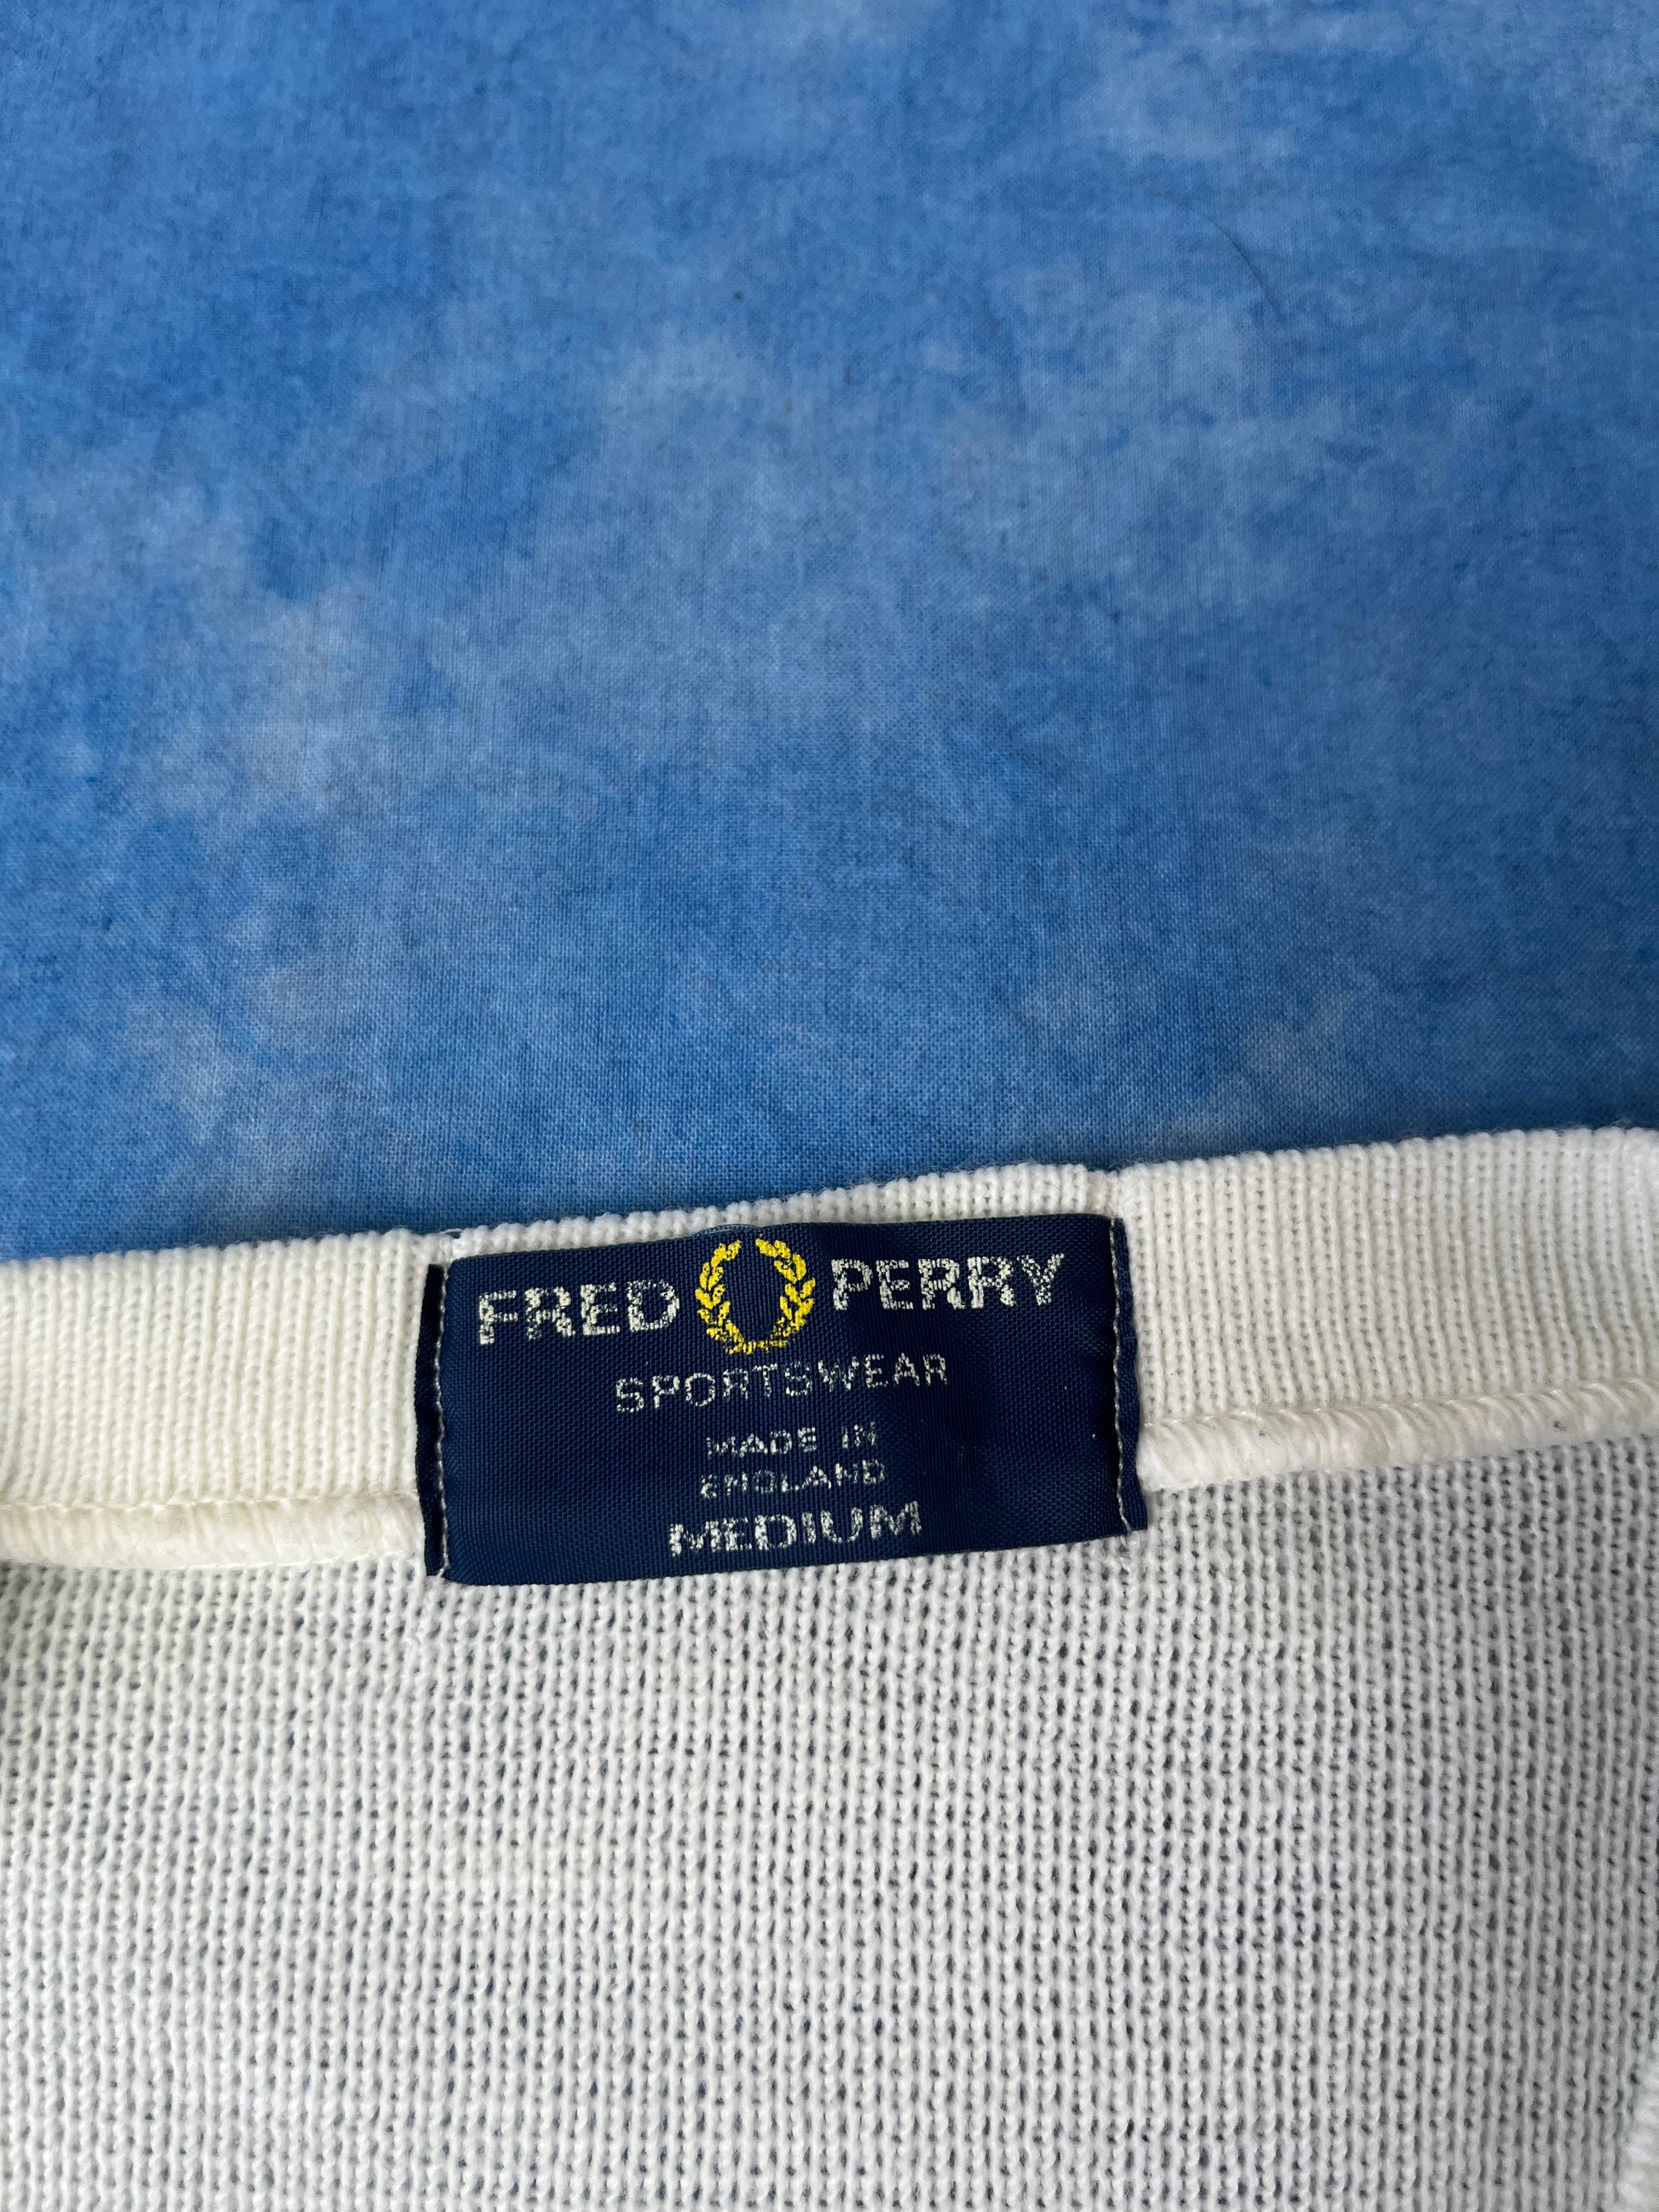 FRED PERRY
SPORTSWEAR
MADE IN
ENGLAND
MEDIUM